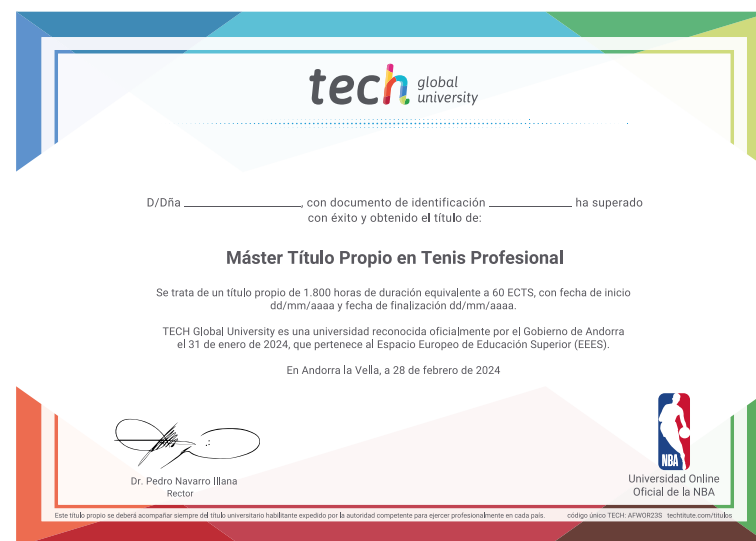 tech global university
D/Dña ____________, con documento de identificación ____________ ha superado
con éxito y obtenido el título de:
Máster Título Propio en Tenis Profesional
Se trata de un título propio de 1.800 horas de duración equivalente a 60 ECTS, con fecha de inicio
dd/mm/aaaa y fecha de finalización dd/mm/aaaa.
TECH Global University es una universidad reconocida oficialmente por el Gobierno de Andorra
el 31 de enero de 2024, que pertenece al Espacio Europeo de Educación Superior (EEES).
En Andorra la Vella, a 28 de febrero de 2024
Dr. Pedro Navarro Illana
Rector
NBA
Universidad Online
Oficial de la NBA
Este título propio se deberá acompañar siempre del título universitario habilitante expedido por la autoridad competente para ejercer profesionalmente en cada país. código único TECH: AFWOR23S techtitute.com/titulos